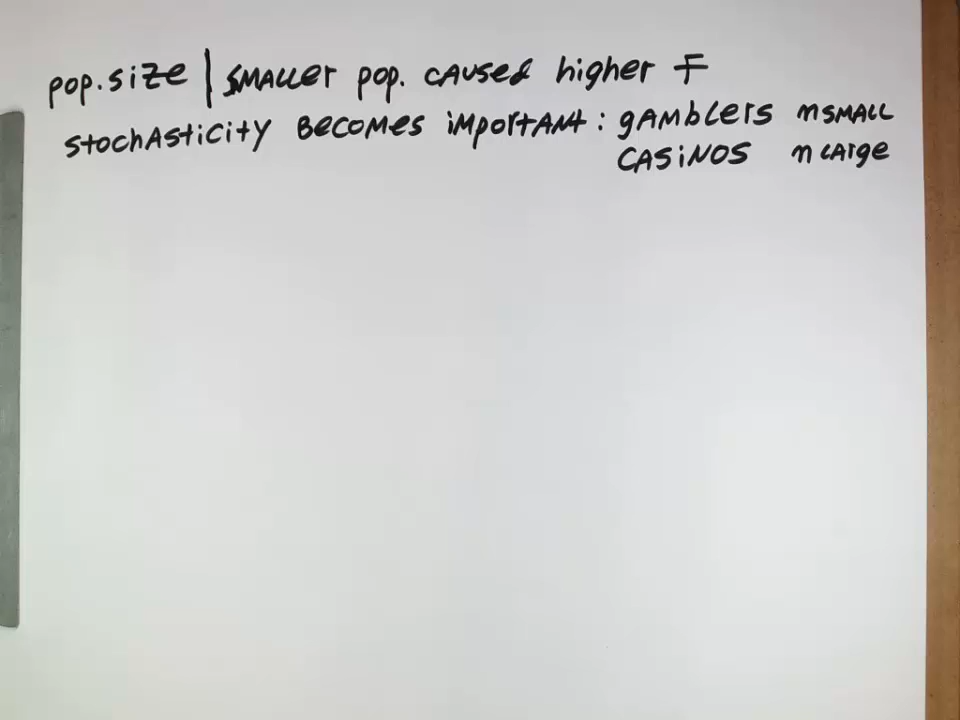 pop. size | SMALLER pop. CAUSED higher F
StochAsticity BECOMES IMPORTANT : gAMBLERS n SMALL
CASINOS n LARge